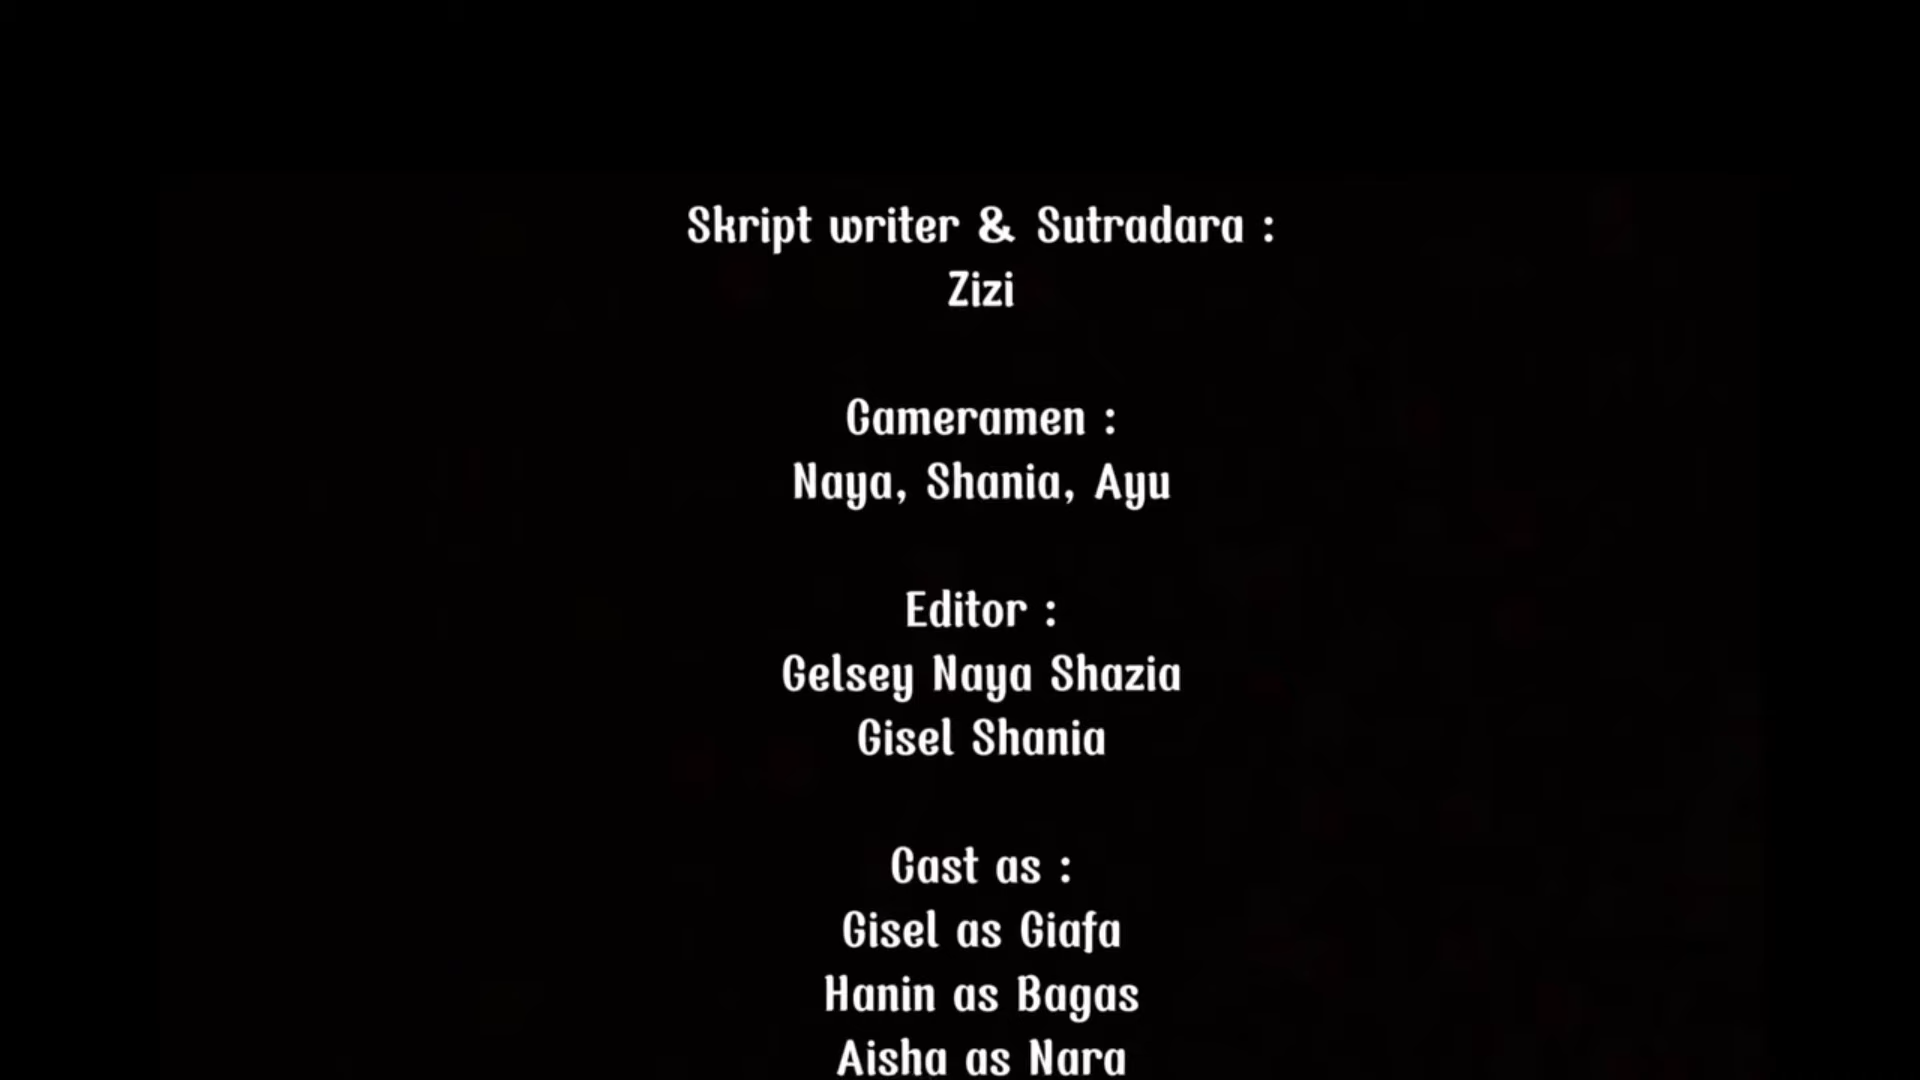 Skript writer & Sutradara :
Zizi
Cameramen :
Naya, Shania, Ayu
Editor :
Celsey Naya Shazia
Gisel Shania
Cast as :
Gisel as Giafa
Hanin as Bagas
Aisha as Nara